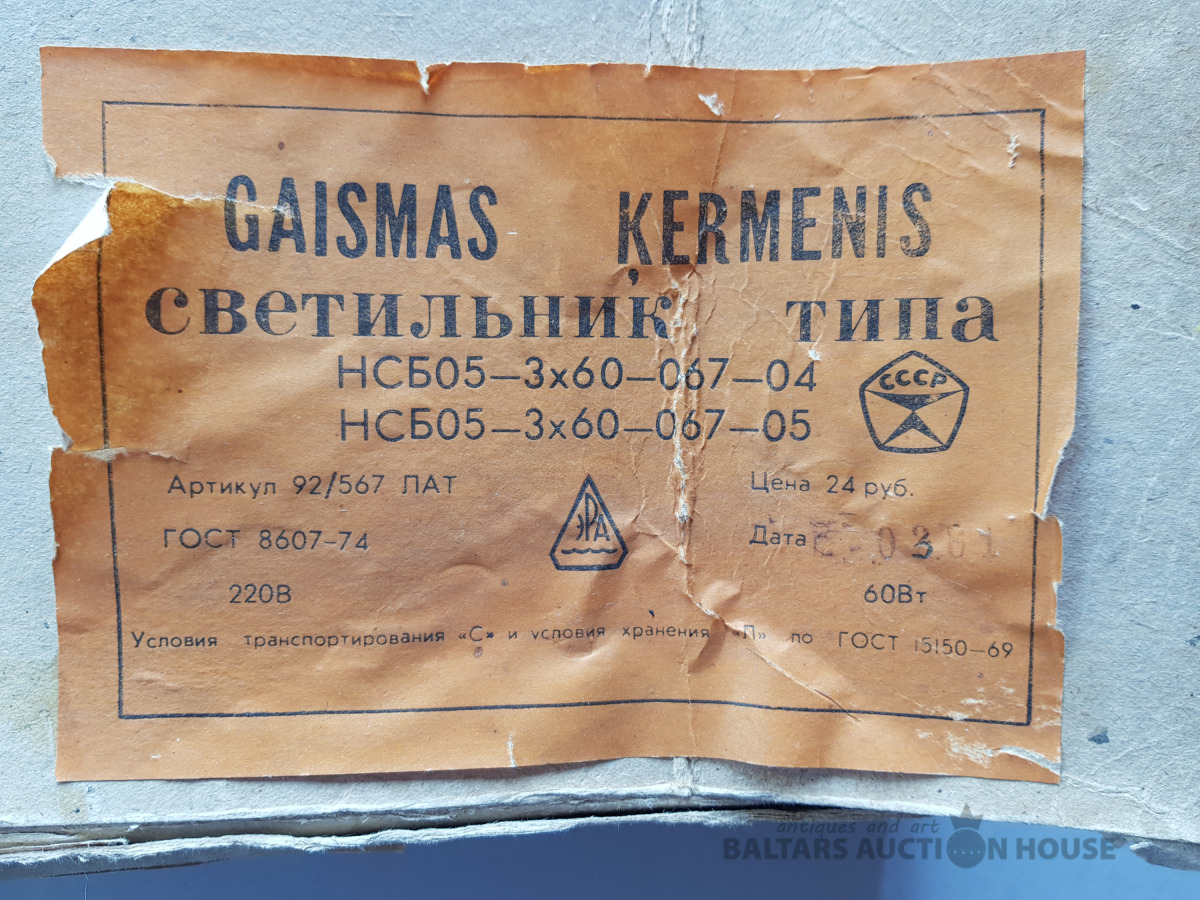 GAISMAS ĶERMENIS
светильник типа
НСБ05—3х60—067—04
НСБ05—3х60—067—05
СССР
Артикул 92/567 ЛАТ
Цена 24 руб.
ЭРА
ГОСТ 8607-74
Дата
220В
60Вт
Условия транспортирования «С» и условия хранения «Л» по ГОСТ 15150—69
antiques and art
BALTARS AUCTION HOUSE